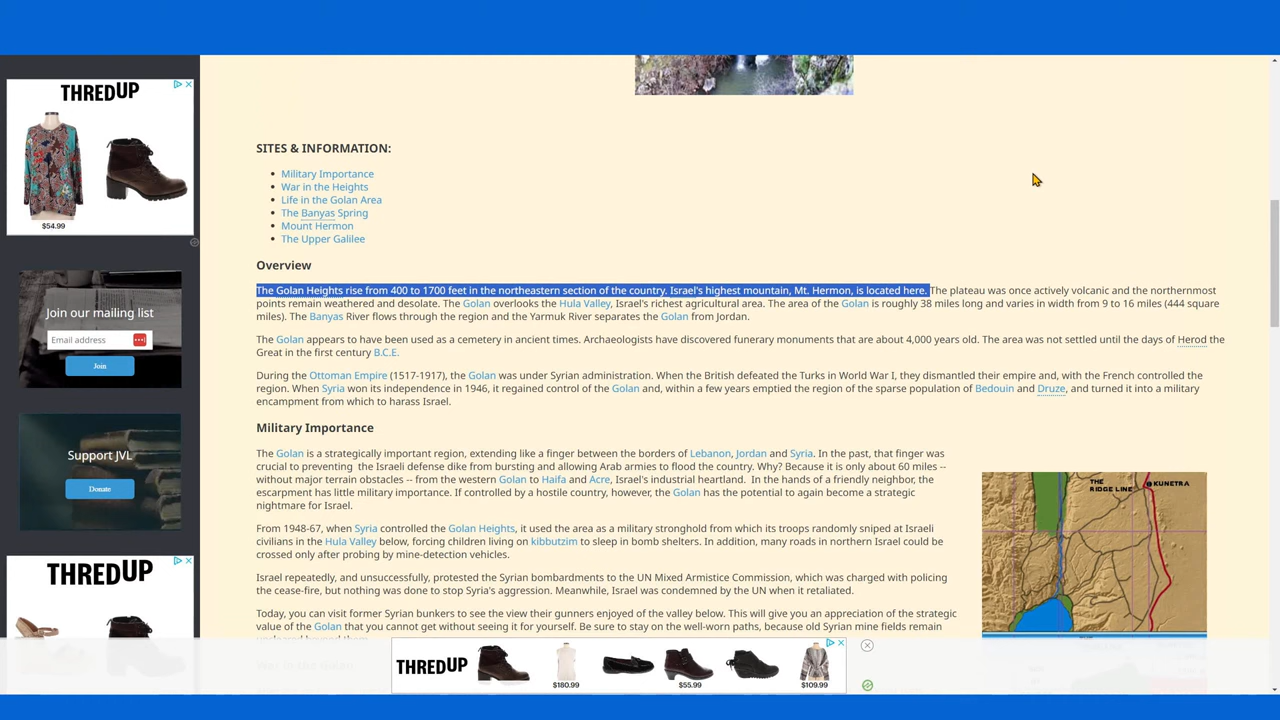 THREDUP
$54.99
Join our mailing list
Email address
Join
Support JVL
Donate
THREDUP
SITES & INFORMATION:
Military Importance
War in the Heights
Life in the Golan Area
The Banyas Spring
Mount Hermon
The Upper Galilee
Overview
The Golan Heights rise from 400 to 1700 feet in the northeastern section of the country. Israel's highest mountain, Mt. Hermon, is located here. The plateau was once actively volcanic and the northernmost
points remain weathered and desolate. The Golan overlooks the Hula Valley, Israel's richest agricultural area. The area of the Golan is roughly 38 miles long and varies in width from 9 to 16 miles (444 square
miles). The Banyas River flows through the region and the Yarmuk River separates the Golan from Jordan.
The Golan appears to have been used as a cemetery in ancient times. Archaeologists have discovered funerary monuments that are about 4,000 years old. The area was not settled until the days of Herod the
Great in the first century B.C.E.
During the Ottoman Empire (1517-1917), the Golan was under Syrian administration. When the British defeated the Turks in World War I, they dismantled their empire and, with the French controlled the
region. When Syria won its independence in 1946, it regained control of the Golan and, within a few years emptied the region of the sparse population of Bedouin and Druze, and turned it into a military
encampment from which to harass Israel.
Military Importance
The Golan is a strategically important region, extending like a finger between the borders of Lebanon, Jordan and Syria. In the past, that finger was
crucial to preventing the Israeli defense dike from bursting and allowing Arab armies to flood the country. Why? Because it is only about 60 miles --
without major terrain obstacles -- from the western Golan to Haifa and Acre, Israel's industrial heartland. In the hands of a friendly neighbor, the
escarpment has little military importance. If controlled by a hostile country, however, the Golan has the potential to again become a strategic
nightmare for Israel.
From 1948-67, when Syria controlled the Golan Heights, it used the area as a military stronghold from which its troops randomly sniped at Israeli
civilians in the Hula Valley below, forcing children living on kibbutzim to sleep in bomb shelters. In addition, many roads in northern Israel could be
crossed only after probing by mine-detection vehicles.
Israel repeatedly, and unsuccessfully, protested the Syrian bombardments to the UN Mixed Armistice Commission, which was charged with policing
the cease-fire, but nothing was done to stop Syria's aggression. Meanwhile, Israel was condemned by the UN when it retaliated.
Today, you can visit former Syrian bunkers to see the view their gunners enjoyed of the valley below. This will give you an appreciation of the strategic
value of the Golan that you cannot get without seeing it for yourself. Be sure to stay on the well-worn paths, because old Syrian mine fields remain
THE
RIDGE LINE
KUNETRA
THREDUP
$180.99
$55.99
$109.99